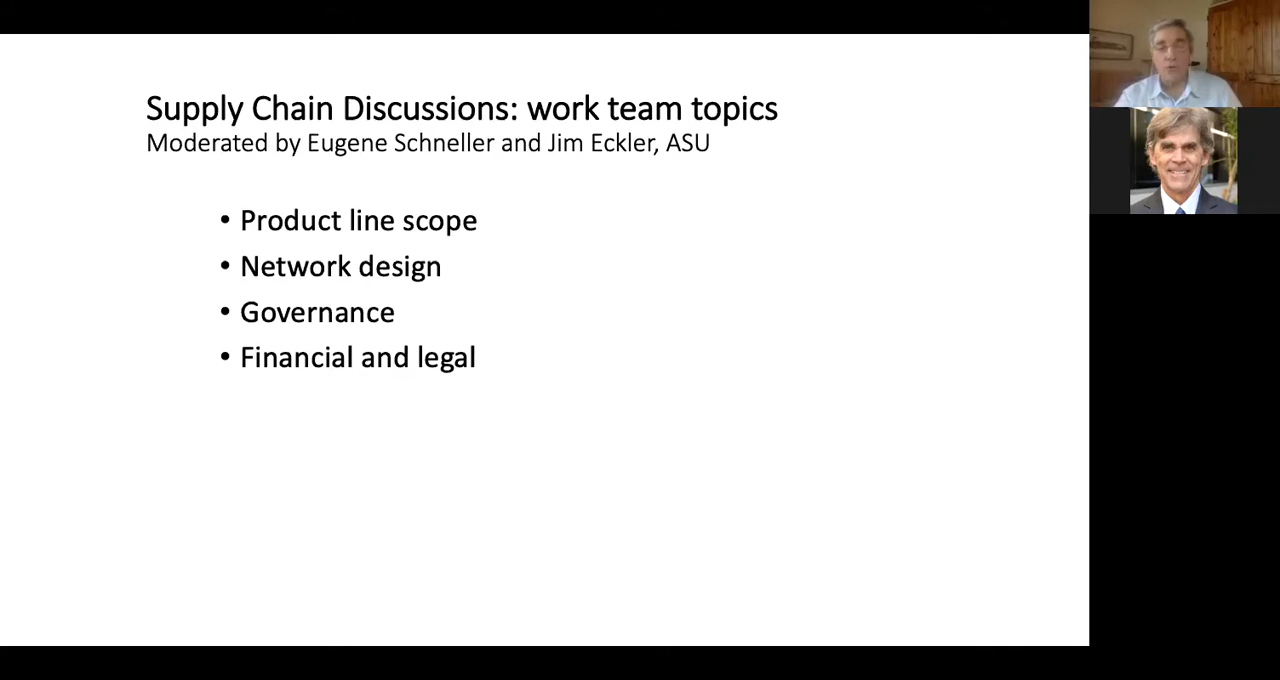 Supply Chain Discussions: work team topics
Moderated by Eugene Schneller and Jim Eckler, ASU
• Product line scope
• Network design
• Governance
• Financial and legal